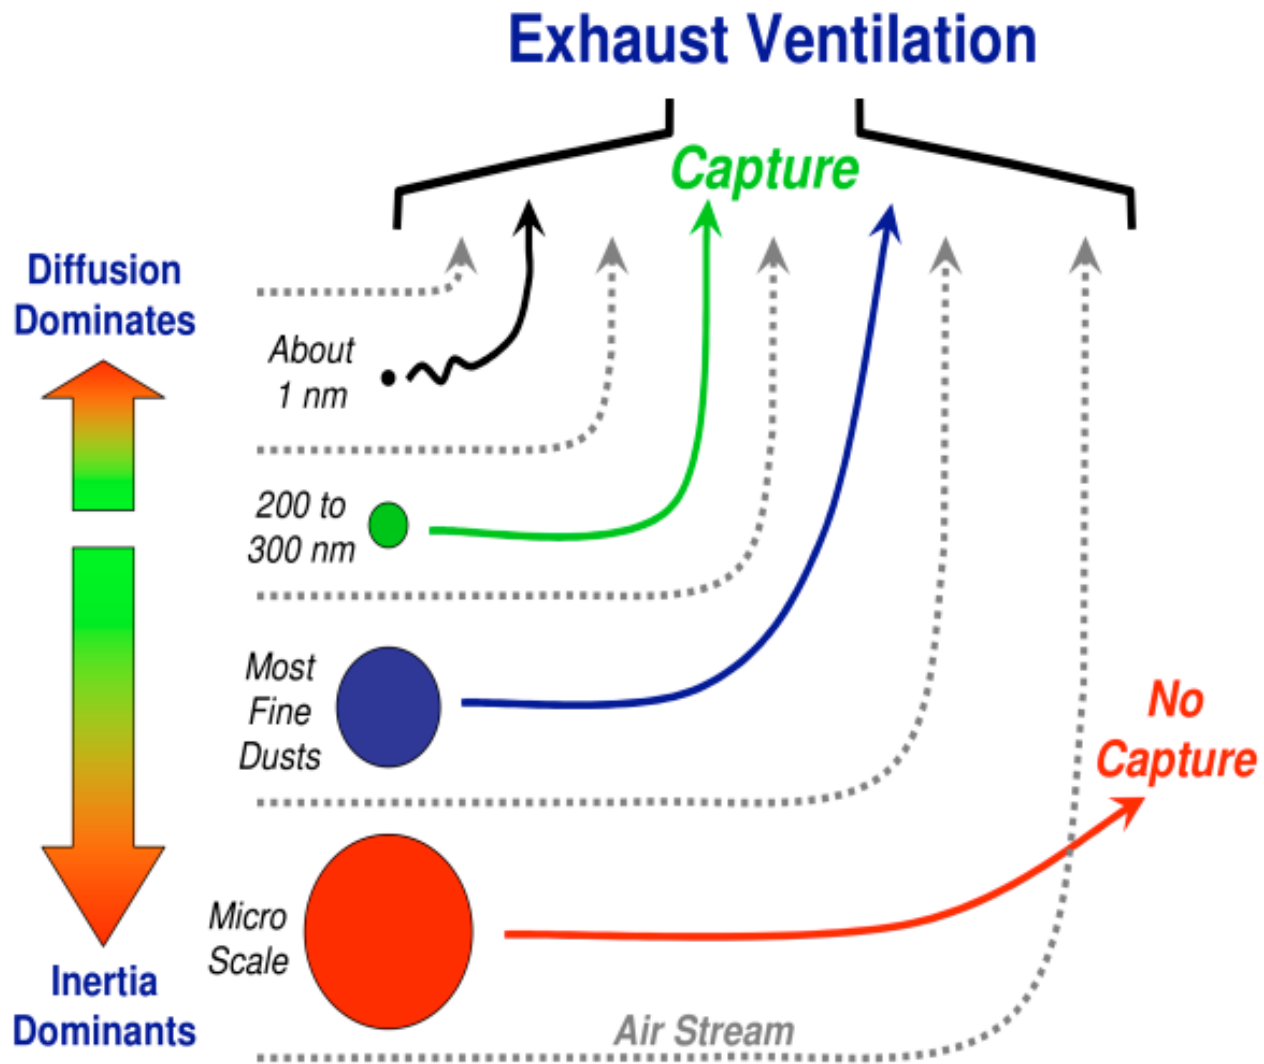 Exhaust Ventilation
Capture
Diffusion
Dominates
About
1 nm
200 to
300 nm
Most
Fine
Dusts
No
Capture
Micro
Scale
Inertia
Dominants
Air Stream